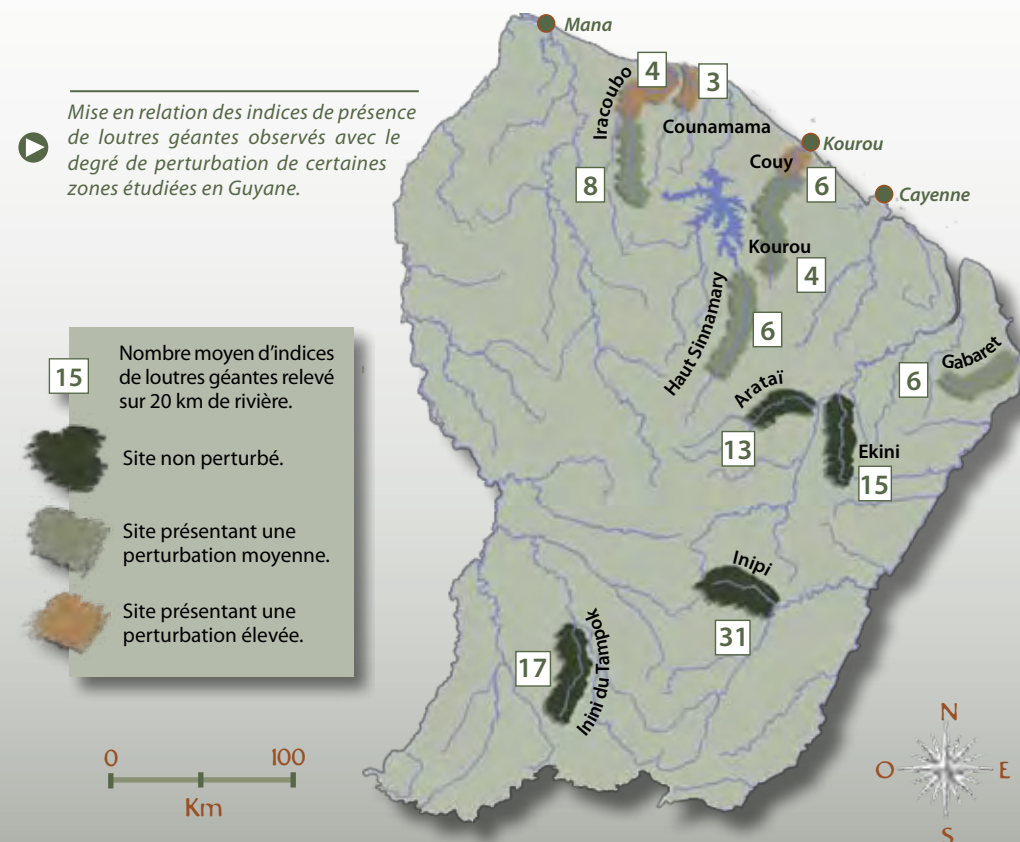 Mise en relation des indices de présence
de loutres géantes observés avec le
degré de perturbation de certaines
zones étudiées en Guyane.
15
Nombre moyen d'indices
de loutres géantes relevé
sur 20 km de rivière.
Site non perturbé.
Site présentant une
perturbation moyenne.
Site présentant une
perturbation élevée.
0
100
Km
Mana
Iracoubo
4
3
Counamama
Kourou
Couy
8
6
Cayenne
Kourou
4
Haut Sinnamary
6
Gabaret
6
Arataï
13
Ekini
15
Inipi
31
Inini du Tampok
17
N
O
E
S